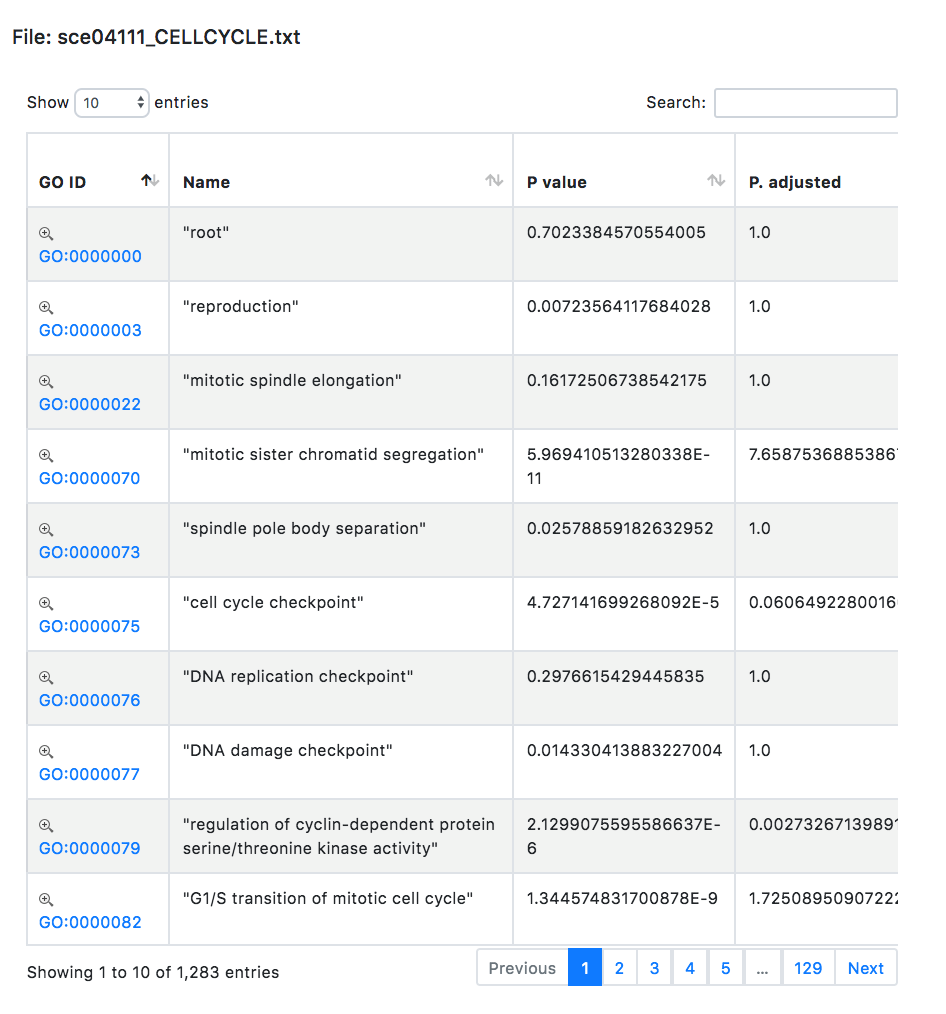 File: sce04111_CELLCYCLE.txt
Show 10 entries Search:
GO ID Name P value P. adjusted
"root" 0.7023384570554005 1.0
GO:0000000
"reproduction" 0.00723564117684028 1.0
GO:0000003
"mitotic spindle elongation" 0.16172506738542175 1.0
GO:0000022
"mitotic sister chromatid segregation" 5.969410513280338E- 7.6587536885386
GO:0000070 11
"spindle pole body separation" 0.02578859182632952 1.0
GO:0000073
"cell cycle checkpoint" 4.727141699268092E-5 0.0606492280016
GO:0000075
"DNA replication checkpoint" 0.2976615429445835 1.0
GO:0000076
"DNA damage checkpoint" 0.014330413883227004 1.0
GO:0000077
"regulation of cyclin-dependent protein 2.1299075595586637E- 0.0027326713989
GO:0000079 serine/threonine kinase activity" 6
"G1/S transition of mitotic cell cycle" 1.344574831700878E-9 1.7250895090722
GO:0000082
Showing 1 to 10 of 1,283 entries Previous 1 2 3 4 5 ... 129 Next